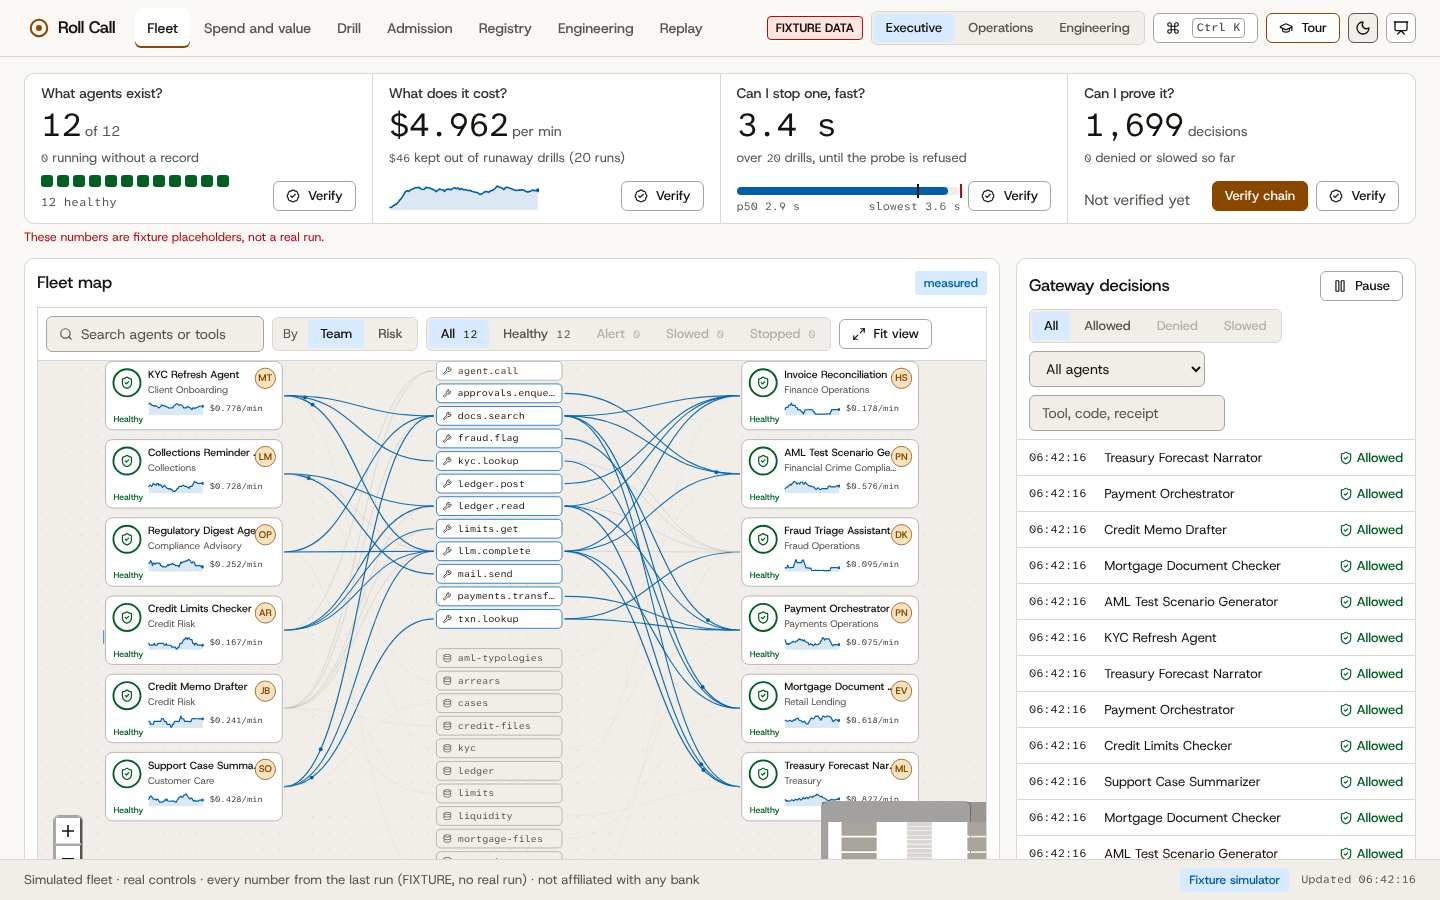 Roll Call
Fleet
Spend and value
Drill
Admission
Registry
Engineering
Replay
FIXTURE DATA
Executive
Operations
Engineering
⌘ Ctrl K
Tour
What agents exist?
12 of 12
0 running without a record
12 healthy
Verify
What does it cost?
$4.962 per min
$46 kept out of runaway drills (20 runs)
Verify
Can I stop one, fast?
3.4 s
over 20 drills, until the probe is refused
p50 2.9 s
slowest 3.6 s
Verify
Can I prove it?
1,699 decisions
0 denied or slowed so far
Not verified yet
Verify chain
Verify
These numbers are fixture placeholders, not a real run.
Fleet map
measured
Search agents or tools
By
Team
Risk
All 12
Healthy 12
Alert 0
Slowed 0
Stopped 0
Fit view
KYC Refresh Agent
MT
Client Onboarding
$0.778/min
Healthy
Collections Reminder ...
LM
Collections
$0.728/min
Healthy
Regulatory Digest Age
OP
Compliance Advisory
$0.252/min
Healthy
Credit Limits Checker
AR
Credit Risk
$0.167/min
Healthy
Credit Memo Drafter
JB
Credit Risk
$0.241/min
Healthy
Support Case Summa...
SO
Customer Care
$0.428/min
Healthy
agent.call
approvals.enque…
docs.search
fraud.flag
kyc.lookup
ledger.post
ledger.read
limits.get
llm.complete
mail.send
payments.transf…
txn.lookup
aml-typologies
arrears
cases
credit-files
kyc
ledger
limits
liquidity
mortgage-files
Invoice Reconciliation
HS
Finance Operations
$0.178/min
Healthy
AML Test Scenario Ge
PN
Financial Crime Complia...
$0.576/min
Healthy
Fraud Triage Assistant
DK
Fraud Operations
$0.095/min
Healthy
Payment Orchestrator
PN
Payments Operations
$0.075/min
Healthy
Mortgage Document ...
EV
Retail Lending
$0.618/min
Healthy
Treasury Forecast Nar...
ML
Treasury
$0.827/min
Healthy
Gateway decisions
Pause
All
Allowed
Denied
Slowed
All agents
Tool, code, receipt
06:42:16 Treasury Forecast Narrator Allowed
06:42:16 Payment Orchestrator Allowed
06:42:16 Credit Memo Drafter Allowed
06:42:16 Mortgage Document Checker Allowed
06:42:16 AML Test Scenario Generator Allowed
06:42:16 KYC Refresh Agent Allowed
06:42:16 Treasury Forecast Narrator Allowed
06:42:16 Payment Orchestrator Allowed
06:42:16 Credit Limits Checker Allowed
06:42:16 Support Case Summarizer Allowed
06:42:16 Mortgage Document Checker Allowed
06:42:16 AML Test Scenario Generator Allowed
Simulated fleet · real controls · every number from the last run (FIXTURE, no real run) · not affiliated with any bank
Fixture simulator
Updated 06:42:16